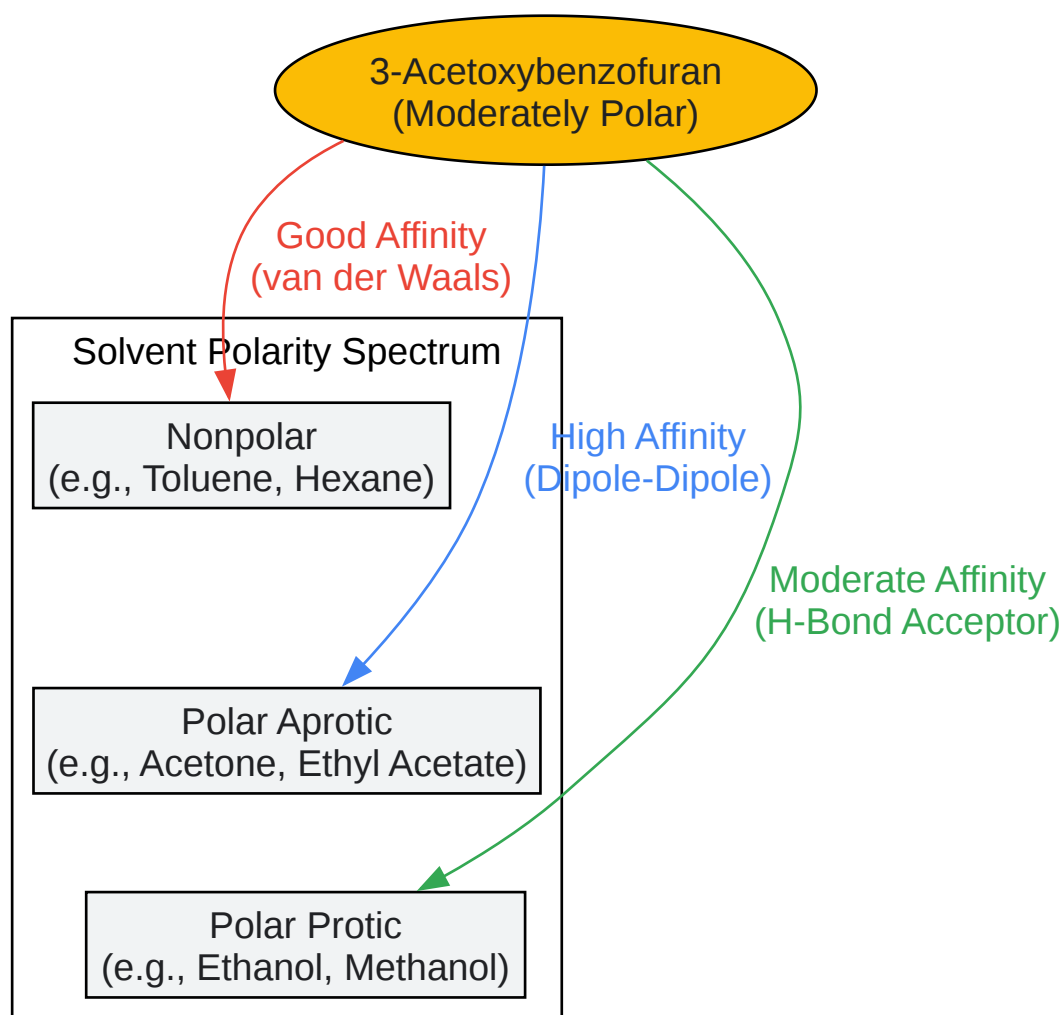 3-Acetoxybenzofuran
(Moderately Polar)
Good Affinity
(van der Waals)
Solvent Polarity Spectrum
Nonpolar
(e.g., Toluene, Hexane)
High Affinity
(Dipole-Dipole)
Moderate Affinity
(H-Bond Acceptor)
Polar Aprotic
(e.g., Acetone, Ethyl Acetate)
Polar Protic
(e.g., Ethanol, Methanol)